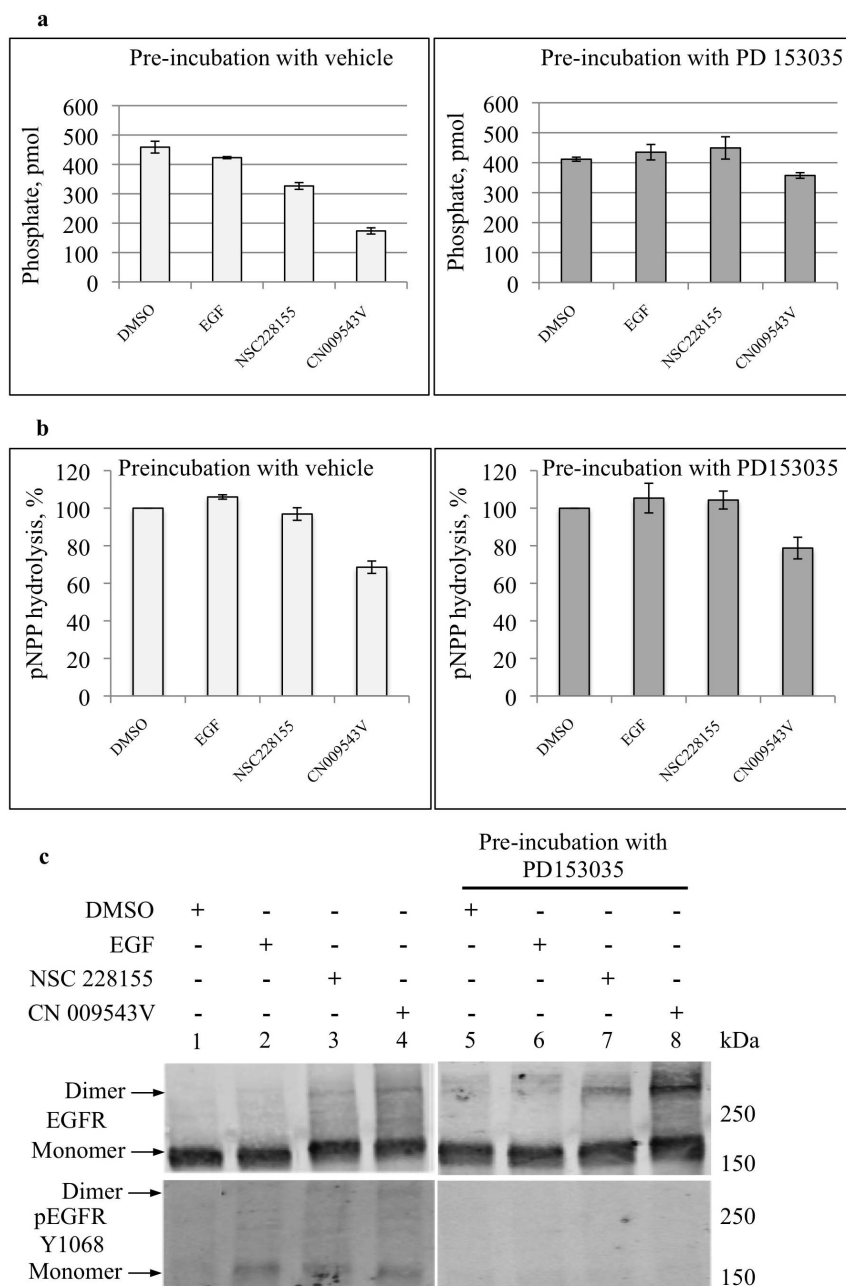 a
Pre-incubation with vehicle
Phosphate, pmol
600
500
400
300
200
100
0
DMSO
EGF
NSC228155
CN009543V
Pre-incubation with PD 153035
Phosphate, pmol
600
500
400
300
200
100
0
DMSO
EGF
NSC228155
CN009543V
b
Preincubation with vehicle
pNPP hydrolysis, %
120
100
80
60
40
20
0
DMSO
EGF
NSC228155
CN009543V
Pre-incubation with PD153035
pNPP hydrolysis, %
120
100
80
60
40
20
0
DMSO
EGF
NSC228155
CN009543V
c
Pre-incubation with
PD153035
DMSO + - - - + - - -
EGF - + - - - + - -
NSC 228155 - - + - - - + -
CN 009543V - - - + - - - +
1 2 3 4 5 6 7 8 kDa
Dimer
EGFR 250
Monomer 150
Dimer
pEGFR 250
Y1068
Monomer 150